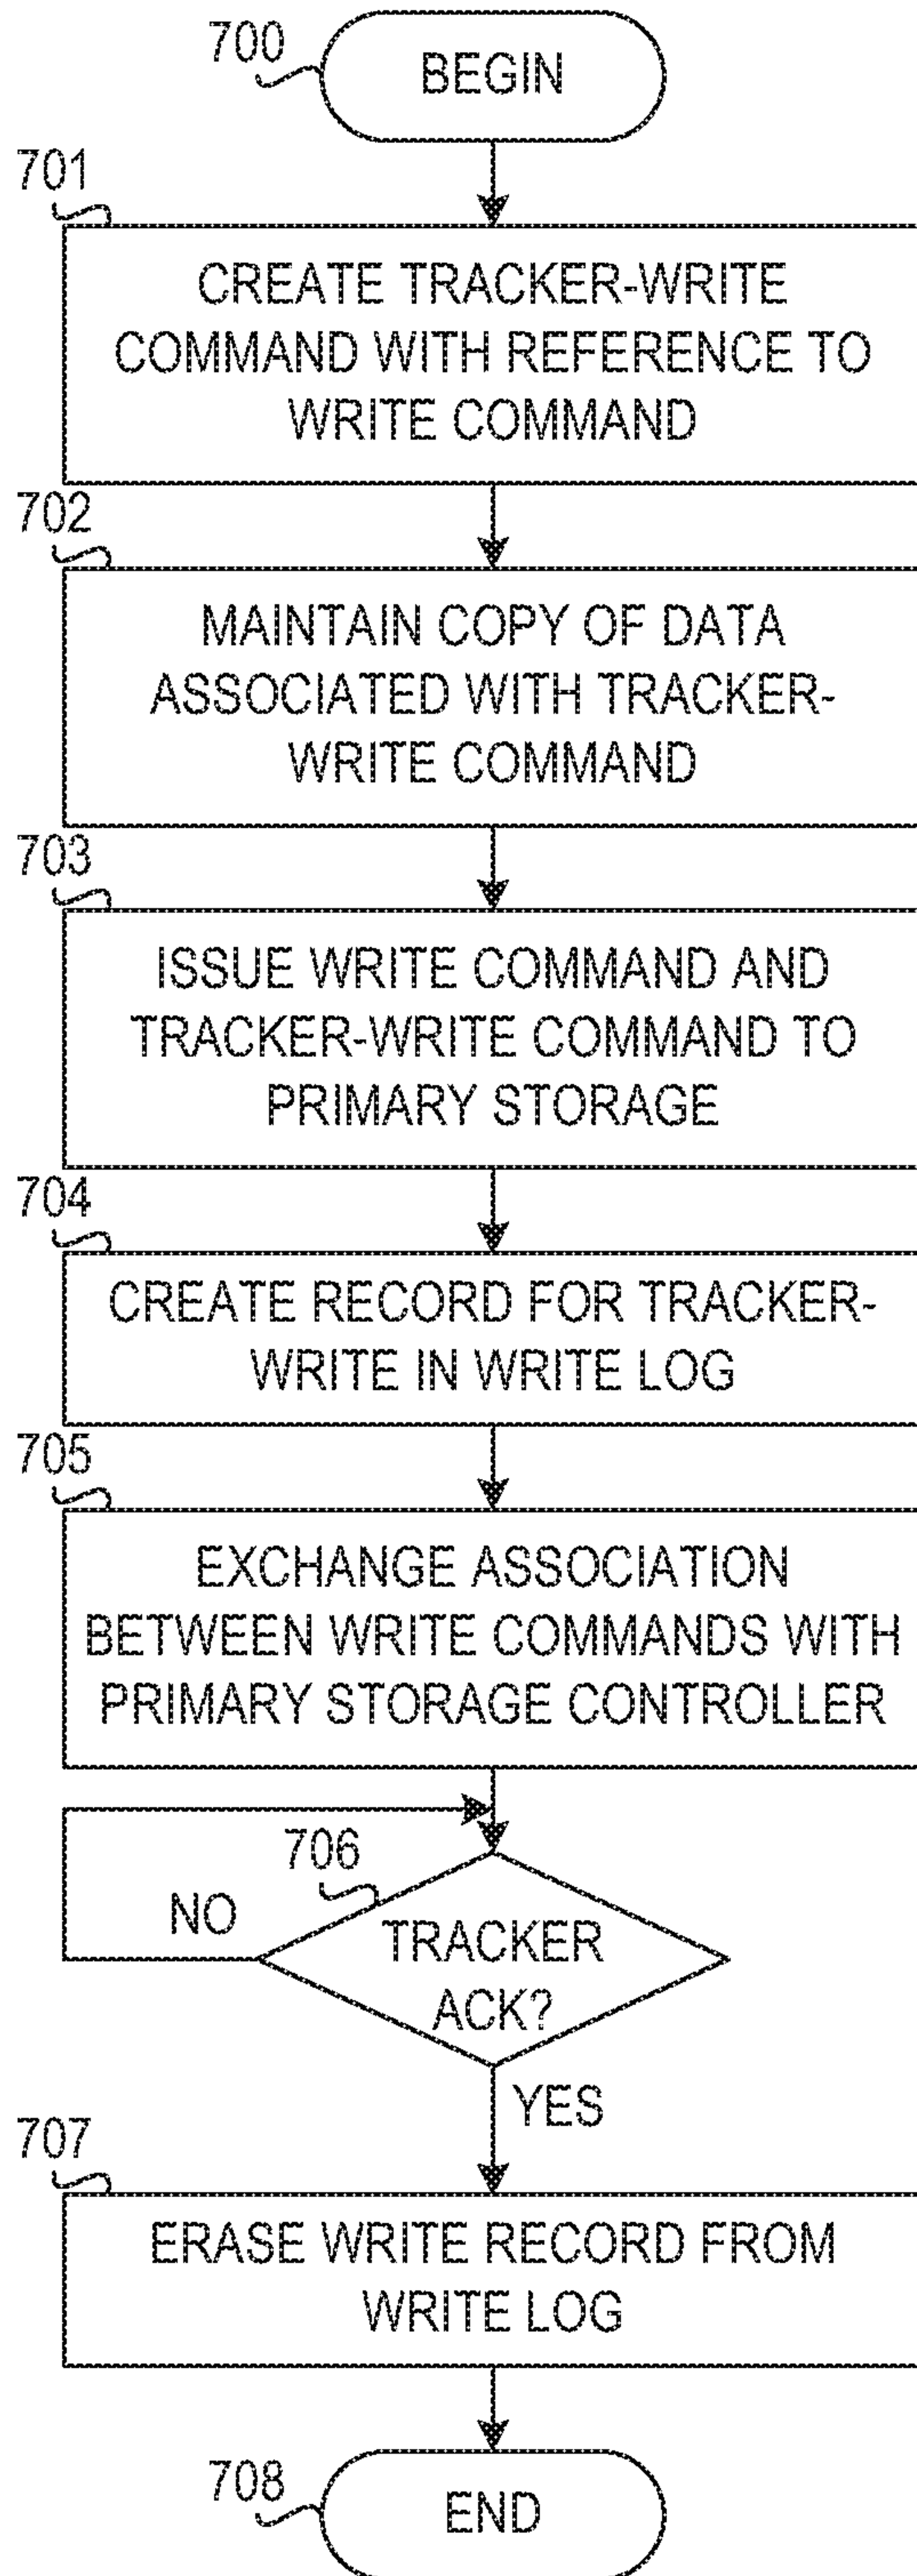 700
BEGIN
701
CREATE TRACKER-WRITE
COMMAND WITH REFERENCE TO
WRITE COMMAND
702
MAINTAIN COPY OF DATA
ASSOCIATED WITH TRACKER-
WRITE COMMAND
703
ISSUE WRITE COMMAND AND
TRACKER-WRITE COMMAND TO
PRIMARY STORAGE
704
CREATE RECORD FOR TRACKER-
WRITE IN WRITE LOG
705
EXCHANGE ASSOCIATION
BETWEEN WRITE COMMANDS WITH
PRIMARY STORAGE CONTROLLER
706
NO
TRACKER
ACK?
YES
707
ERASE WRITE RECORD FROM
WRITE LOG
708
END